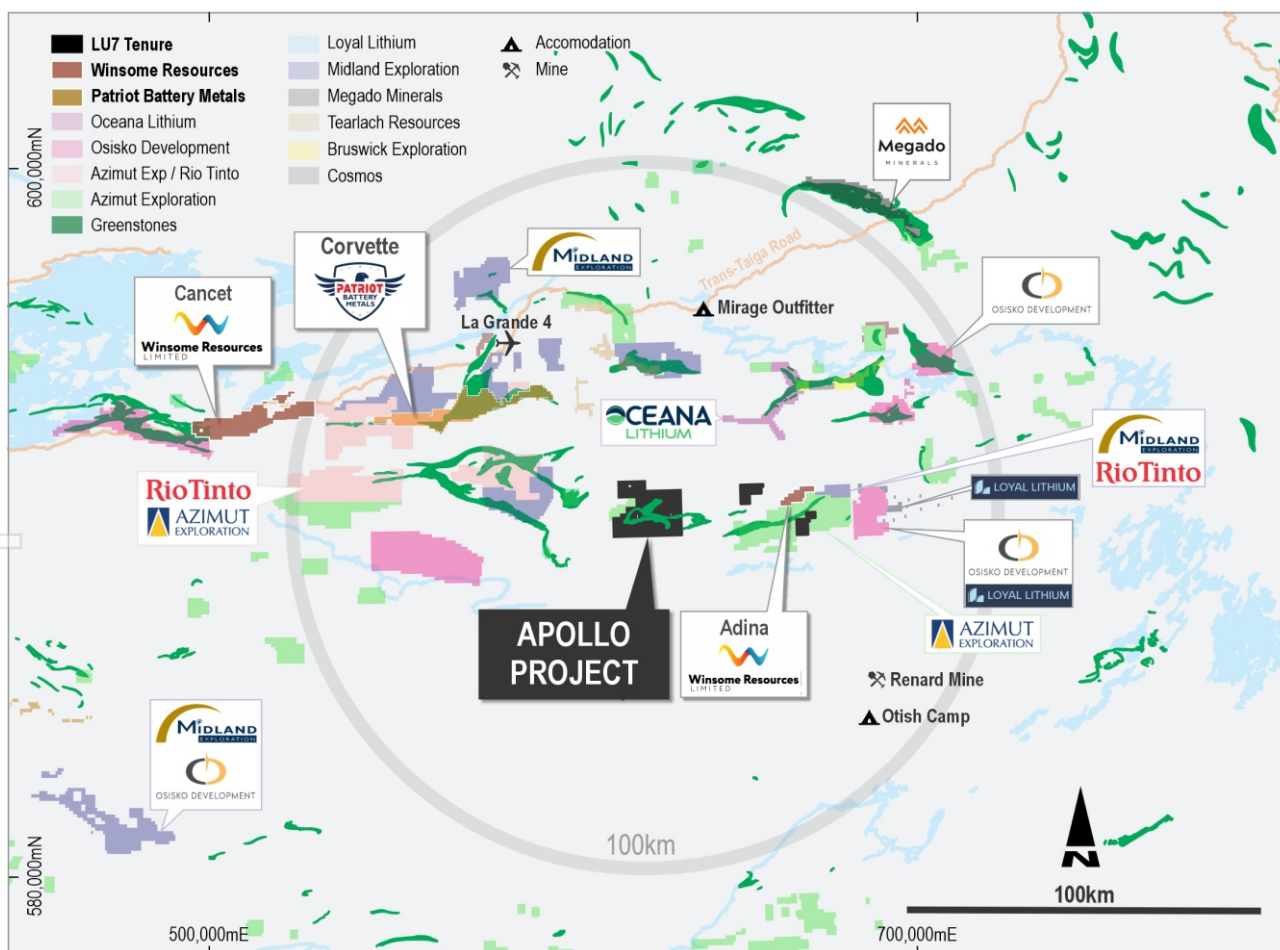 LU7 Tenure
Winsome Resources
Patriot Battery Metals
Oceana Lithium
Osisko Development
Azimut Exp / Rio Tinto
Azimut Exploration
Greenstones
Loyal Lithium
Midland Exploration
Megado Minerals
Tearlach Resources
Bruswick Exploration
Cosmos
Accomodation
Mine
600,000mN
Megado
MINERALS
Trans-Taiga Road
Corvette
PATRIOT
BATTERY
METALS
MIDLAND
EXPLORATION
Cancet
Winsome Resources
LIMITED
La Grande 4
Mirage Outfitter
OSISKO DEVELOPMENT
OCEANA
LITHIUM
MIDLAND
EXPLORATION
RioTinto
RioTinto
AZIMUT
EXPLORATION
LOYAL LITHIUM
OSISKO DEVELOPMENT
LOYAL LITHIUM
APOLLO
PROJECT
Adina
Winsome Resources
LIMITED
AZIMUT
EXPLORATION
Renard Mine
Otish Camp
MIDLAND
EXPLORATION
OSISKO DEVELOPMENT
100km
N
100km
580,000mN
500,000mE
700,000mE